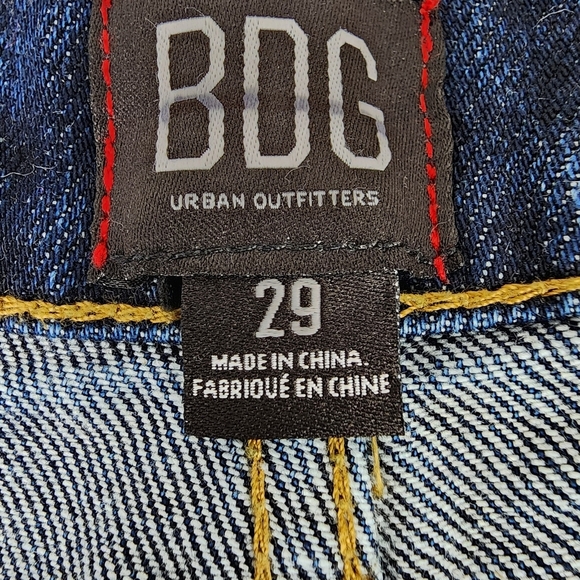 BDG
URBAN OUTFITTERS
29
MADE IN CHINA.
FABRIQUÉ EN CHINE